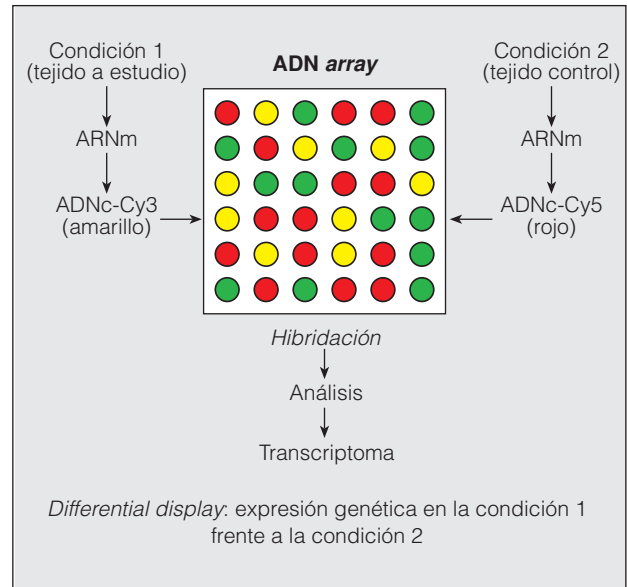 Condición 1
(tejido a estudio)
ADN array
Condición 2
(tejido control)
ARNm
ARNm
ADNc-Cy3
(amarillo)
ADNc-Cy5
(rojo)
Hibridación
Análisis
Transcriptoma
Differential display: expresión genética en la condición 1
frente a la condición 2